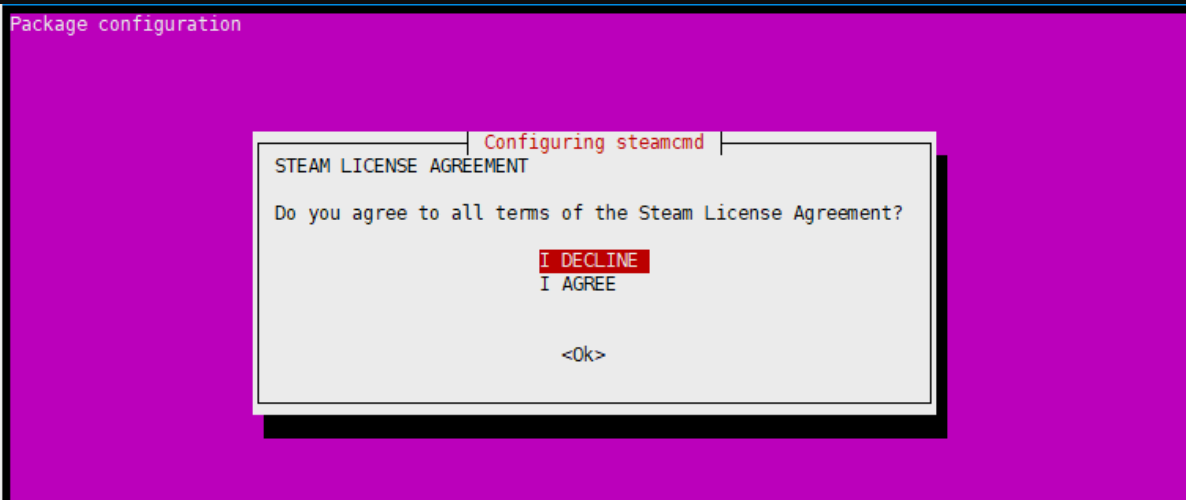 Package configuration
Configuring steamcmd
STEAM LICENSE AGREEMENT
Do you agree to all terms of the Steam License Agreement?
I DECLINE
I AGREE
<Ok>